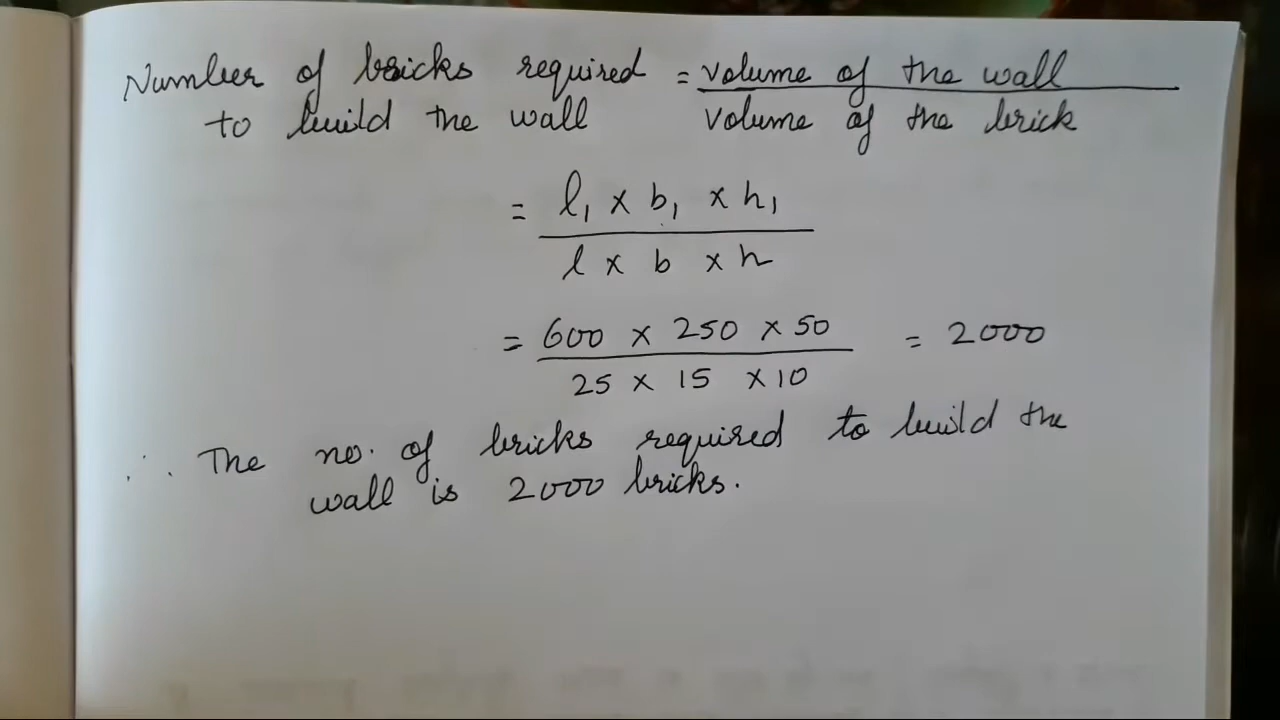 Number of bricks required = volume of the wall
to build the wall volume of the brick
= l₁ × b₁ × h₁
l × b × h
= 600 × 250 × 50 = 2000
25 × 15 × 10
∴ The no. of bricks required to build the
wall is 2000 bricks.